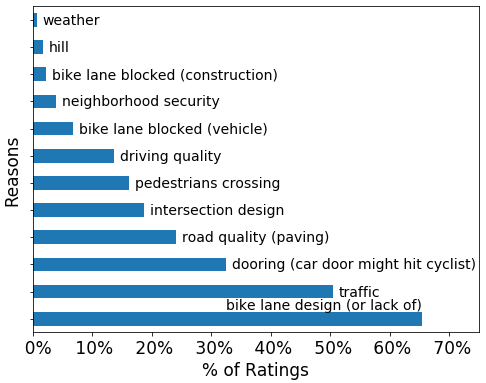 weather
hill
bike lane blocked (construction)
neighborhood security
bike lane blocked (vehicle)
driving quality
pedestrians crossing
intersection design
road quality (paving)
dooring (car door might hit cyclist)
traffic
bike lane design (or lack of)
Reasons
0% 10% 20% 30% 40% 50% 60% 70%
% of Ratings